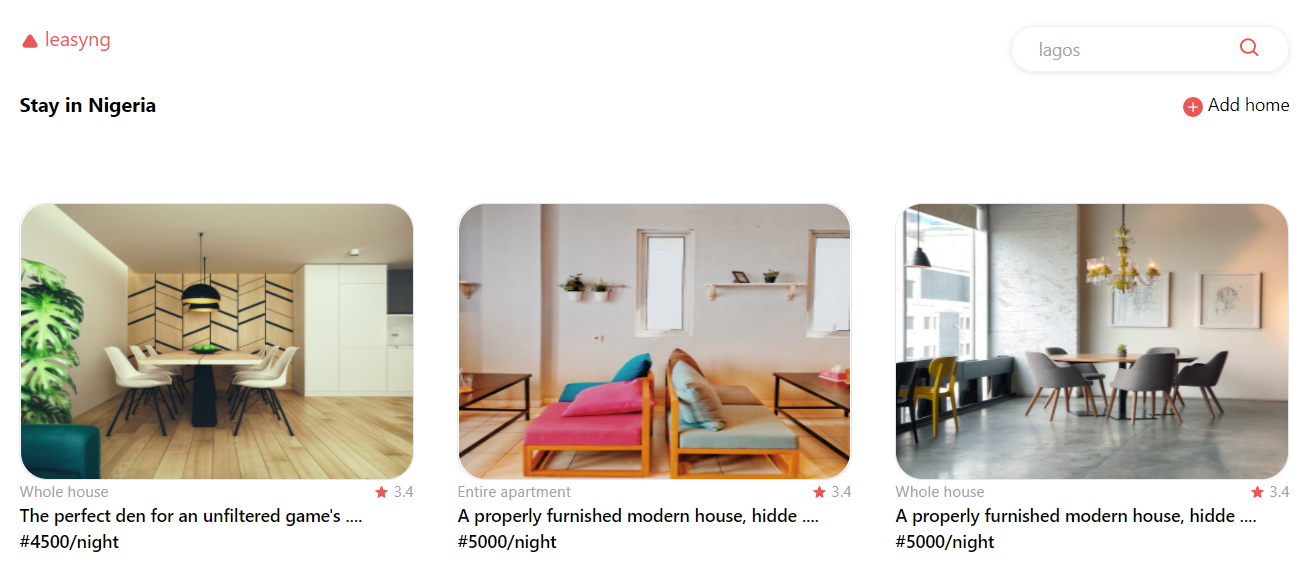 leasyng
lagos
Stay in Nigeria
Add home
Whole house
3.4
The perfect den for an unfiltered game's ....
#4500/night
Entire apartment
3.4
A properly furnished modern house, hidde ....
#5000/night
Whole house
3.4
A properly furnished modern house, hidde ....
#5000/night